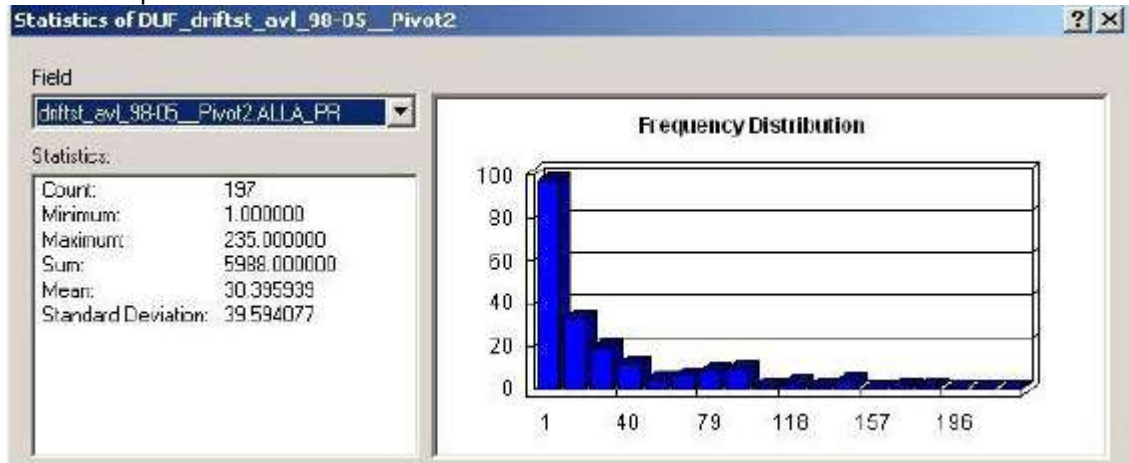 Statistics of DUF_driftst_avl_98-05__Pivot2
Field
driftst_avl_98-05__Pivot2.ALLA_PR
Statistics:
Count: 197
Minimum: 1.000000
Maximum: 235.000000
Sum: 5988.000000
Mean: 30.395939
Standard Deviation: 39.594077
Frequency Distribution
100
80
60
40
20
0
1 40 79 118 157 196